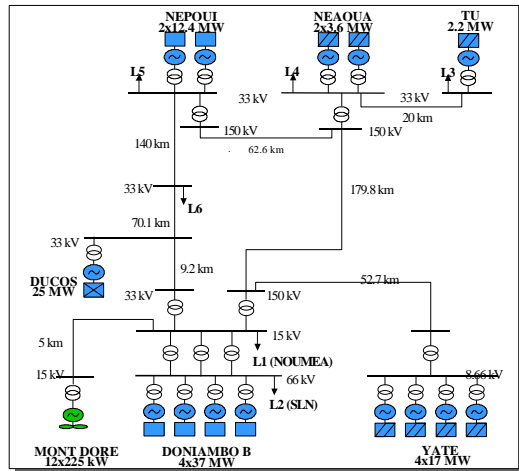 NEPOUI
2x12.4 MW
NEAOUA
2x3.6 MW
TU
2.2 MW
L5
L4
L3
33 kV
33 kV
20 km
150 kV
150 kV
62.6 km
140 km
179.8 km
33 kV
L6
70.1 km
33 kV
DUCOS
25 MW
9.2 km
33 kV
150 kV
52.7 km
5 km
15 kV
15 kV
L1 (NOUMEA)
66 kV
8.66 kV
L2 (SLN)
MONT DORE
12x225 kW
DONIAMBO B
4x37 MW
YATE
4x17 MW